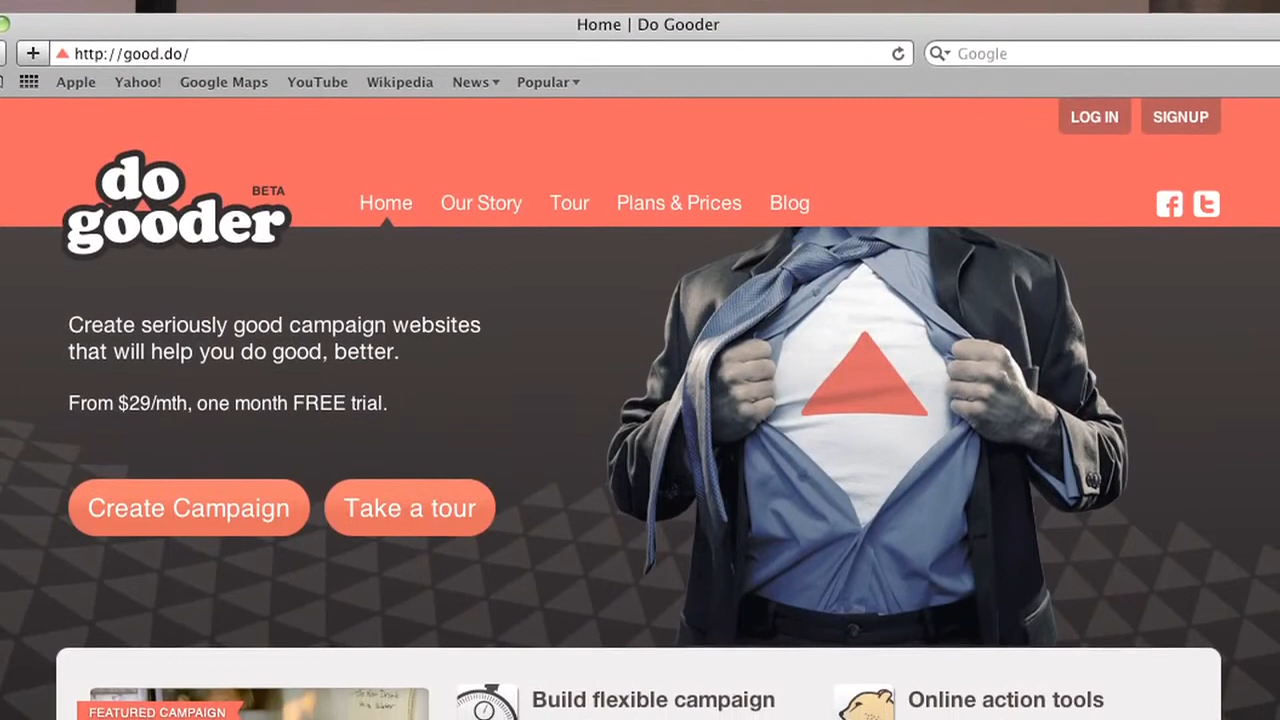 Home | Do Gooder
http://good.do/
Google
Apple Yahoo! Google Maps YouTube Wikipedia News Popular
LOG IN SIGNUP
do
gooder
BETA
Home Our Story Tour Plans & Prices Blog
Create seriously good campaign websites
that will help you do good, better.
From $29/mth, one month FREE trial.
Create Campaign Take a tour
FEATURED CAMPAIGN
Build flexible campaign
Online action tools